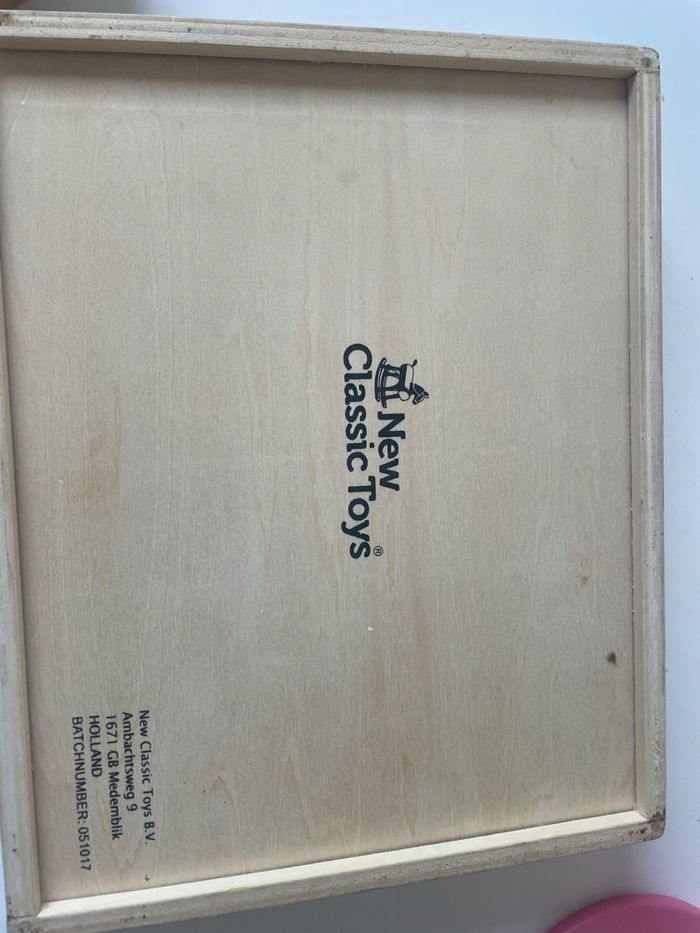 New
Classic Toys®
New Classic Toys B.V.
Ambachtsweg 9
1671 GB Medemblik
HOLLAND
BATCHNUMBER: 051017